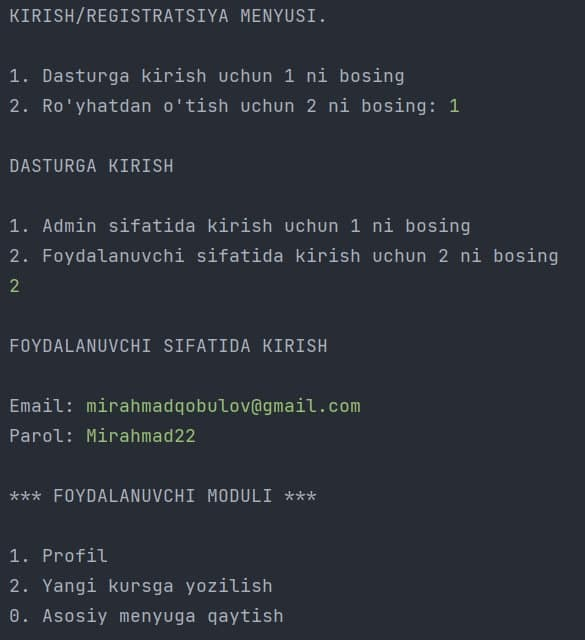 KIRISH/REGISTRATSIYA MENYUSI.
1. Dasturga kirish uchun 1 ni bosing
2. Ro'yhatdan o'tish uchun 2 ni bosing: 1
DASTURGA KIRISH
1. Admin sifatida kirish uchun 1 ni bosing
2. Foydalanuvchi sifatida kirish uchun 2 ni bosing
2
FOYDALANUVCHI SIFATIDA KIRISH
Email: mirahmadqobulov@gmail.com
Parol: Mirahmad22
*** FOYDALANUVCHI MODULI ***
1. Profil
2. Yangi kursga yozilish
0. Asosiy menyuga qaytish